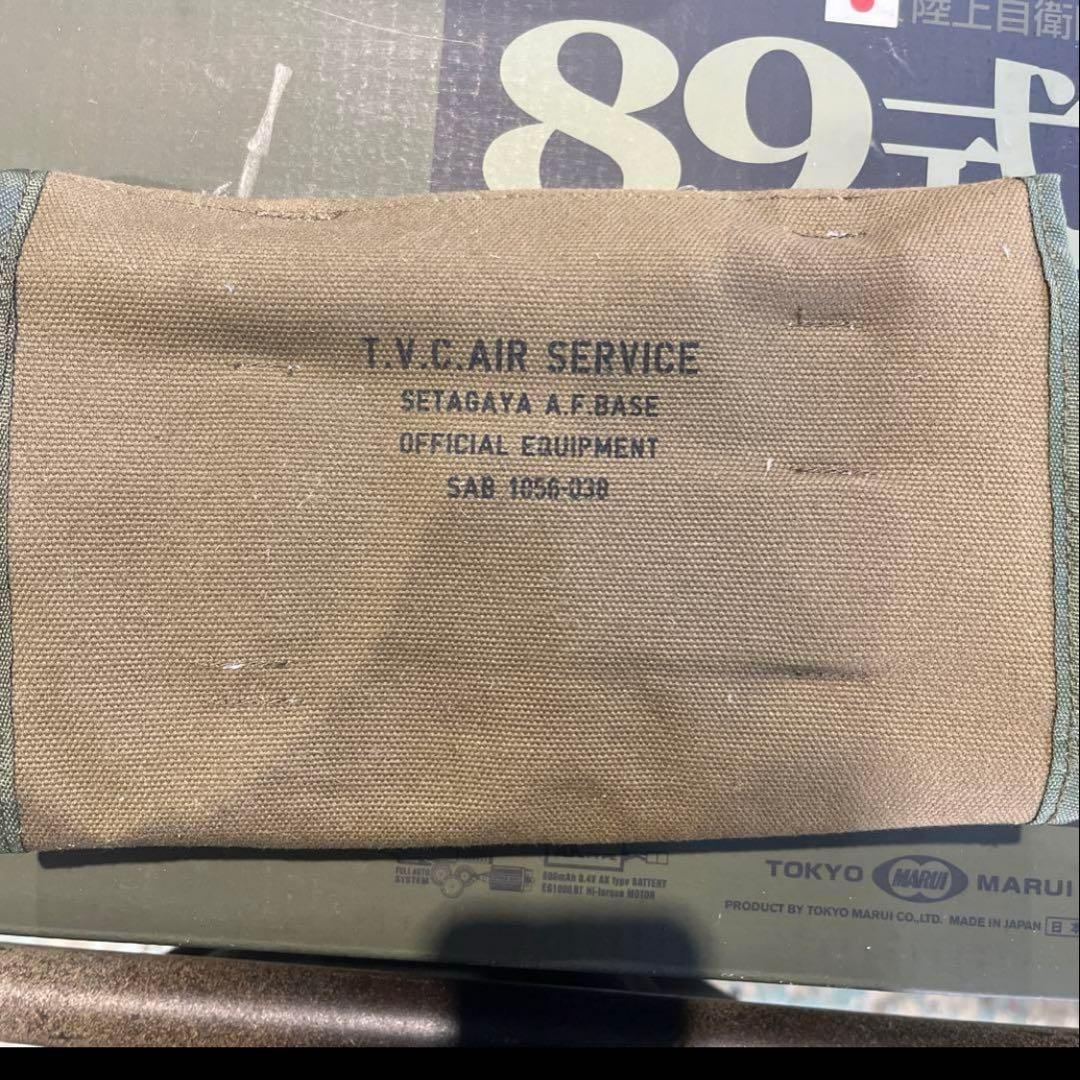 陸上自衛
89式
T.V.C.AIR SERVICE
SETAGAYA A.F.BASE
OFFICIAL EQUIPMENT
SAB 1056-038
FULL AUTO
SYSTEM
600mAh 8.4V AK type BATTERY
EG1000.BT Hi-torque MOTOR
TOKYO MARUI MARUI
PRODUCT BY TOKYO MARUI CO.,LTD. MADE IN JAPAN 日本